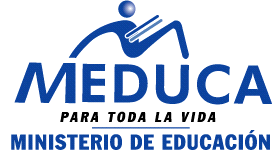 MEDUCA
PARA TODA LA VIDA
MINISTERIO DE EDUCACIÓN